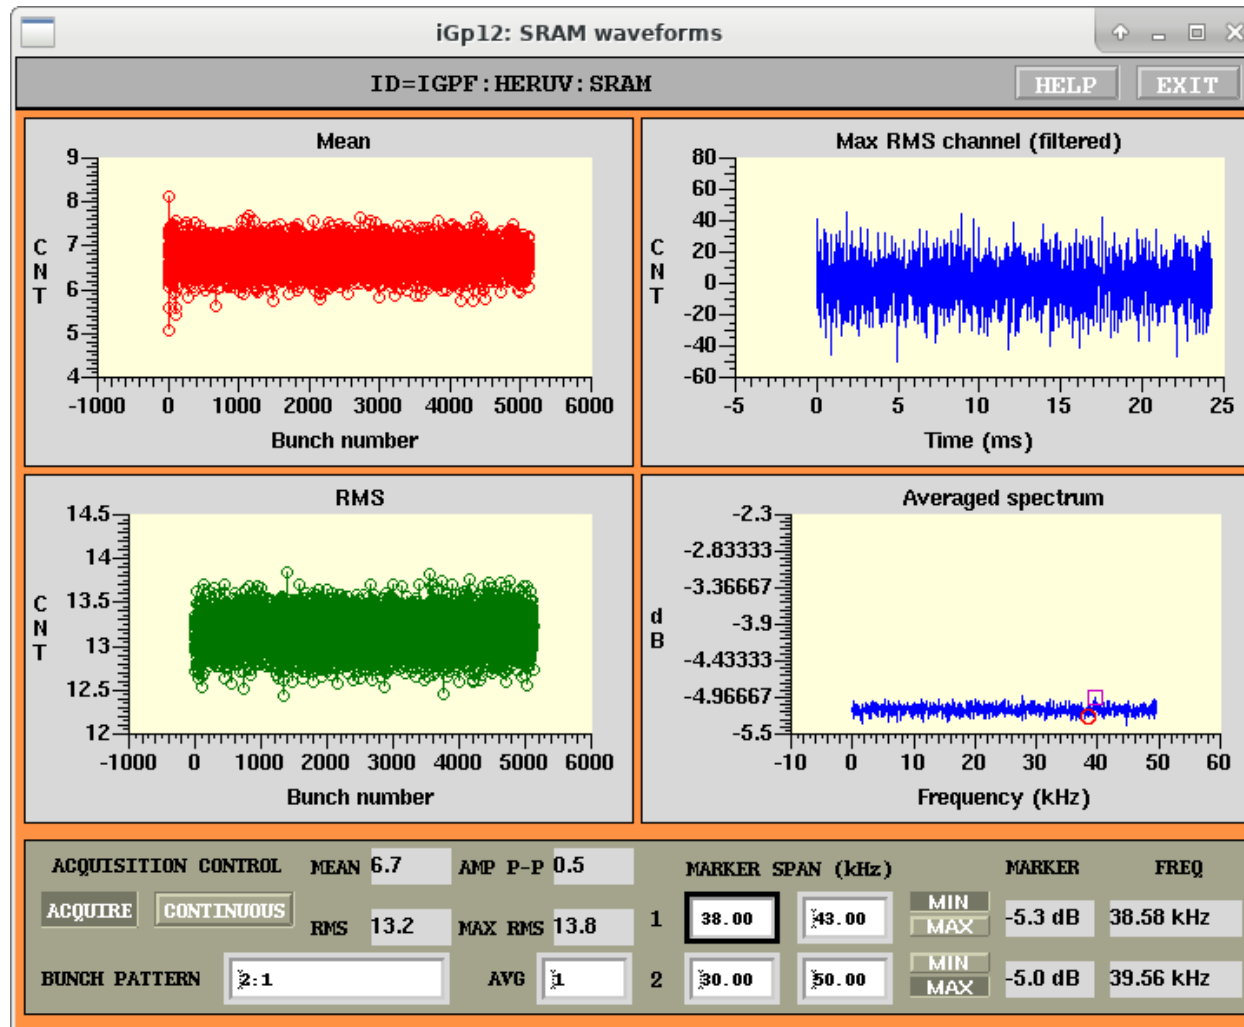 iGp12: SRAM waveforms
ID=IGPF:HERUV:SRAM HELP EXIT
Mean
9
8
7
6
5
4
CNT
-1000 0 1000 2000 3000 4000 5000 6000
Bunch number
Max RMS channel (filtered)
80
60
40
20
0
-20
-40
-60
CNT
-5 0 5 10 15 20 25
Time (ms)
RMS
14.5
14
13.5
13
12.5
12
CNT
-1000 0 1000 2000 3000 4000 5000 6000
Bunch number
Averaged spectrum
-2.3
-2.83333
-3.36667
-3.9
-4.43333
-4.96667
-5.5
dB
-10 0 10 20 30 40 50 60
Frequency (kHz)
ACQUISITION CONTROL MEAN 6.7 AMP P-P 0.5 MARKER SPAN (kHz) MARKER FREQ
ACQUIRE CONTINUOUS RMS 13.2 MAX RMS 13.8 1 38.00 43.00 MIN MAX -5.3 dB 38.58 kHz
BUNCH PATTERN 2:1 AVG 1 2 30.00 50.00 MIN MAX -5.0 dB 39.56 kHz